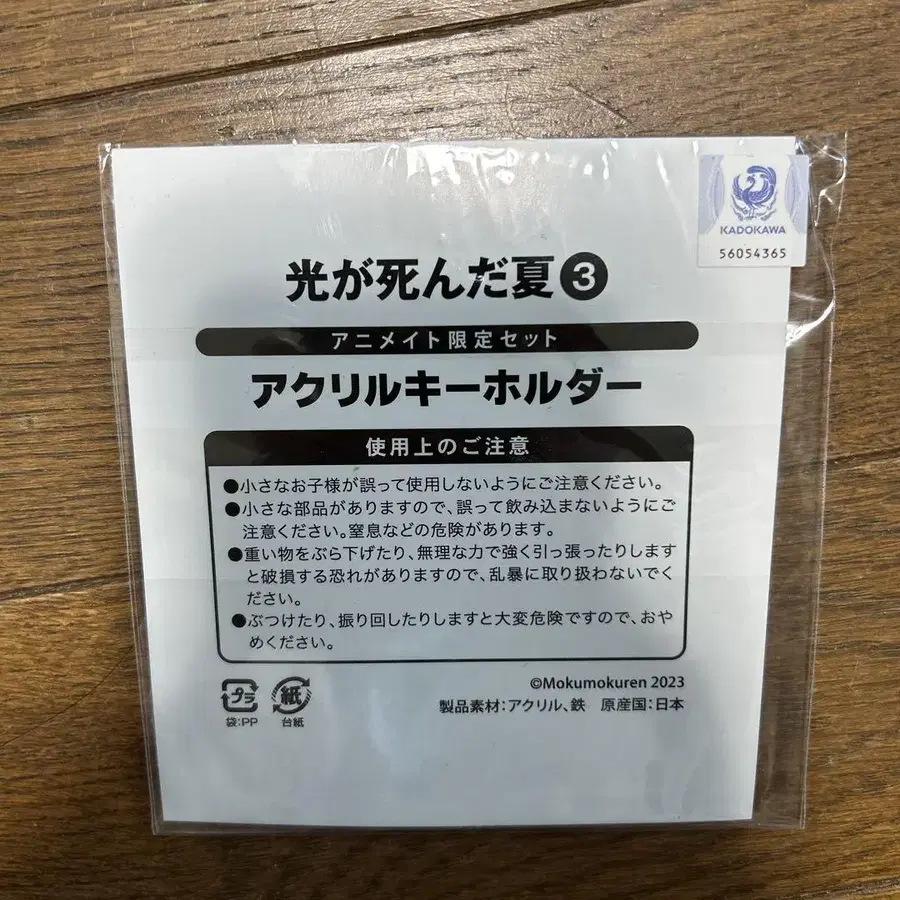 KADOKAWA
56054365
光が死んだ夏❸
アニメイト限定セット
アクリルキーホルダー
使用上のご注意
●小さなお子様が誤って使用しないようにご注意ください。
●小さな部品がありますので、誤って飲み込まないようにご
注意ください。窒息などの危険があります。
●重い物をぶら下げたり、無理な力で強く引っ張ったりします
と破損する恐れがありますので、乱暴に取り扱わないでく
ださい。
●ぶつけたり、振り回したりしますと大変危険ですので、おや
めください。
©Mokumokuren 2023
製品素材:アクリル、鉄 原産国:日本
プラ
紙
袋:PP
台紙